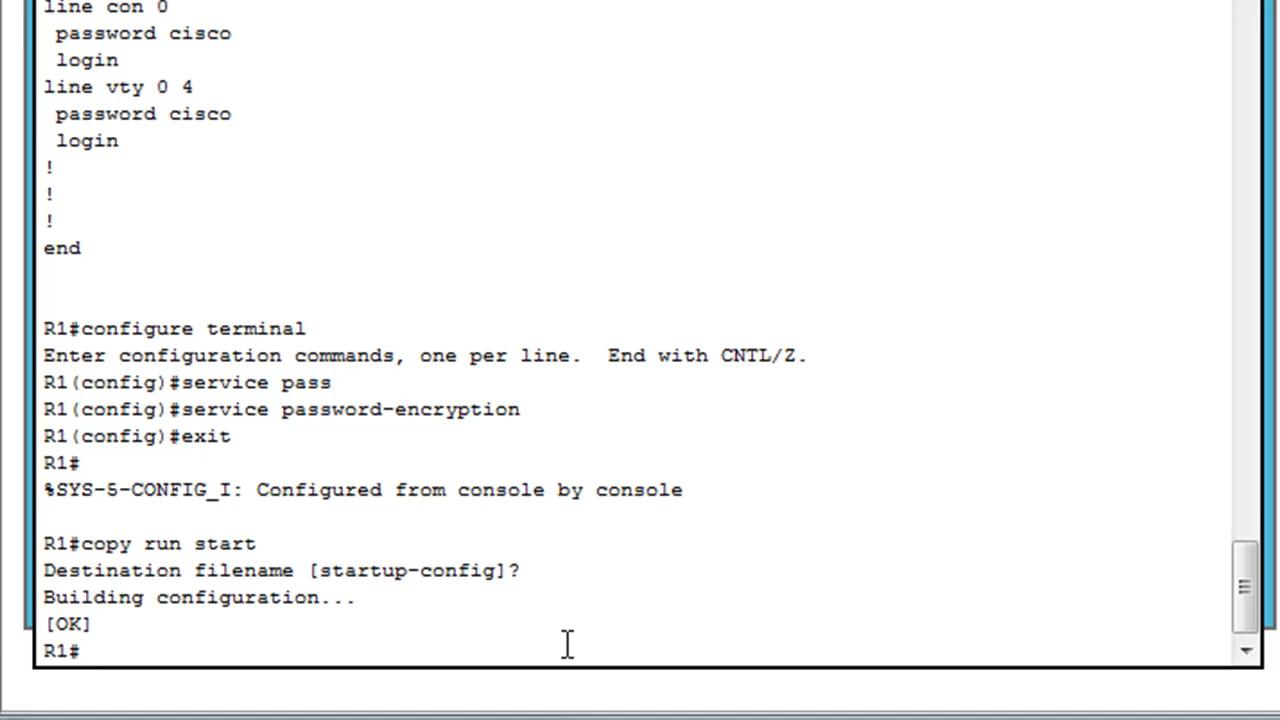 line con 0
 password cisco
 login
line vty 0 4
 password cisco
 login
!
!
!
end
R1#configure terminal
Enter configuration commands, one per line.  End with CNTL/Z.
R1(config)#service pass
R1(config)#service password-encryption
R1(config)#exit
R1#
%SYS-5-CONFIG_I: Configured from console by console
R1#copy run start
Destination filename [startup-config]?
Building configuration...
[OK]
R1#